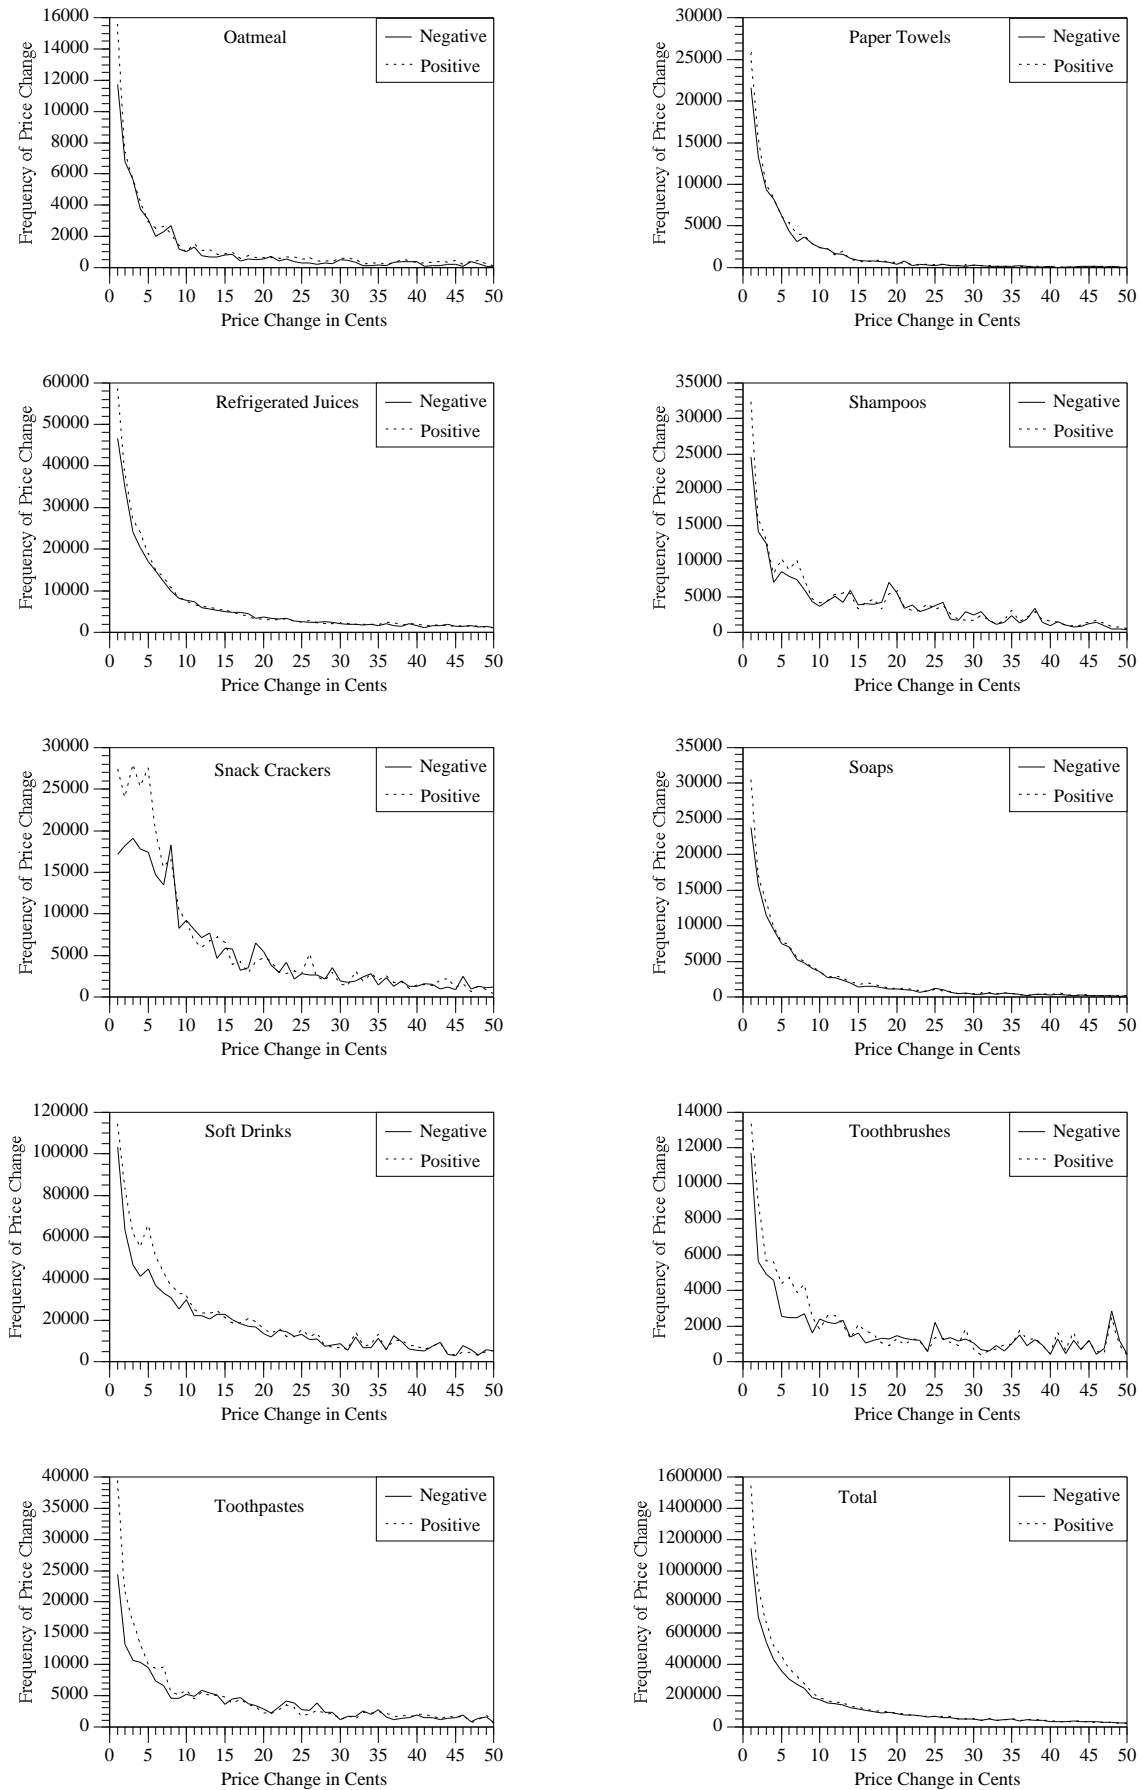 Oatmeal
Negative
Positive
Frequency of Price Change
16000
14000
12000
10000
8000
6000
4000
2000
0
0 5 10 15 20 25 30 35 40 45 50
Price Change in Cents
Paper Towels
Negative
Positive
Frequency of Price Change
30000
25000
20000
15000
10000
5000
0
0 5 10 15 20 25 30 35 40 45 50
Price Change in Cents
Refrigerated Juices
Negative
Positive
Frequency of Price Change
60000
50000
40000
30000
20000
10000
0
0 5 10 15 20 25 30 35 40 45 50
Price Change in Cents
Shampoos
Negative
Positive
Frequency of Price Change
35000
30000
25000
20000
15000
10000
5000
0
0 5 10 15 20 25 30 35 40 45 50
Price Change in Cents
Snack Crackers
Negative
Positive
Frequency of Price Change
30000
25000
20000
15000
10000
5000
0
0 5 10 15 20 25 30 35 40 45 50
Price Change in Cents
Soaps
Negative
Positive
Frequency of Price Change
35000
30000
25000
20000
15000
10000
5000
0
0 5 10 15 20 25 30 35 40 45 50
Price Change in Cents
Soft Drinks
Negative
Positive
Frequency of Price Change
120000
100000
80000
60000
40000
20000
0
0 5 10 15 20 25 30 35 40 45 50
Price Change in Cents
Toothbrushes
Negative
Positive
Frequency of Price Change
14000
12000
10000
8000
6000
4000
2000
0
0 5 10 15 20 25 30 35 40 45 50
Price Change in Cents
Toothpastes
Negative
Positive
Frequency of Price Change
40000
35000
30000
25000
20000
15000
10000
5000
0
0 5 10 15 20 25 30 35 40 45 50
Price Change in Cents
Total
Negative
Positive
Frequency of Price Change
1600000
1400000
1200000
1000000
800000
600000
400000
200000
0
0 5 10 15 20 25 30 35 40 45 50
Price Change in Cents